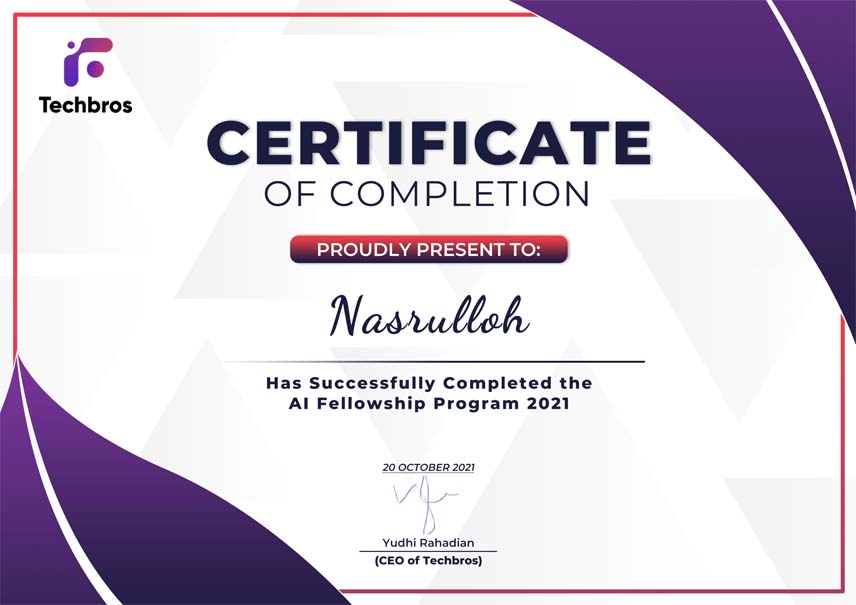 Techbros
CERTIFICATE
OF COMPLETION
PROUDLY PRESENT TO:
Nasrulloh
Has Successfully Completed the
AI Fellowship Program 2021
20 OCTOBER 2021
Yudhi Rahadian
(CEO of Techbros)